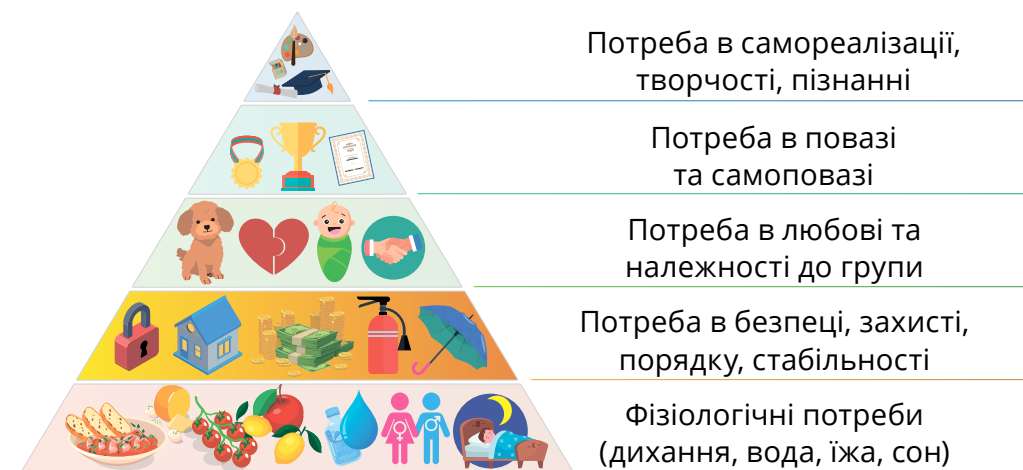 Потреба в самореалізації,
творчості, пізнанні
Потреба в повазі
та самоповазі
Потреба в любові та
належності до групи
Потреба в безпеці, захисті,
порядку, стабільності
Фізіологічні потреби
(дихання, вода, їжа, сон)